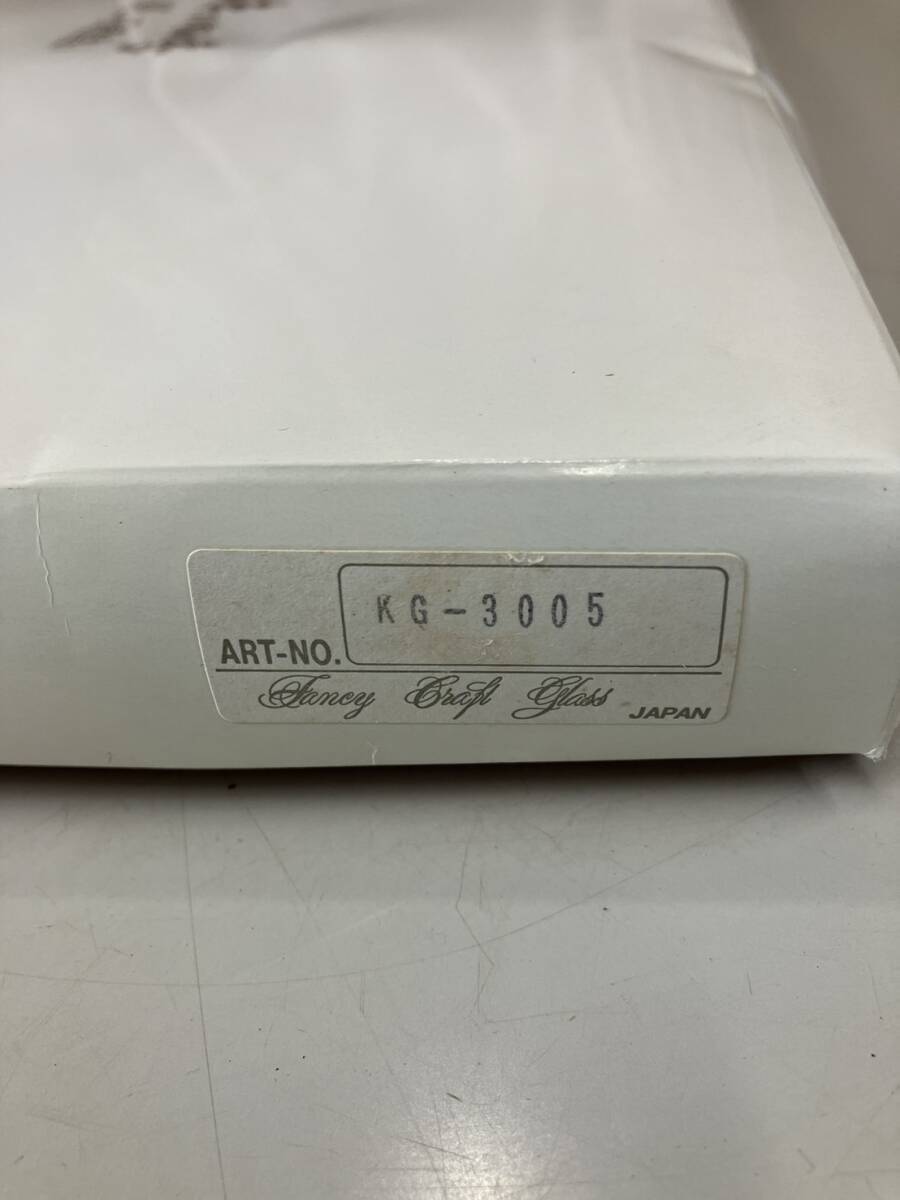 KG-3005
ART-NO.
Fancy Craft Glass JAPAN